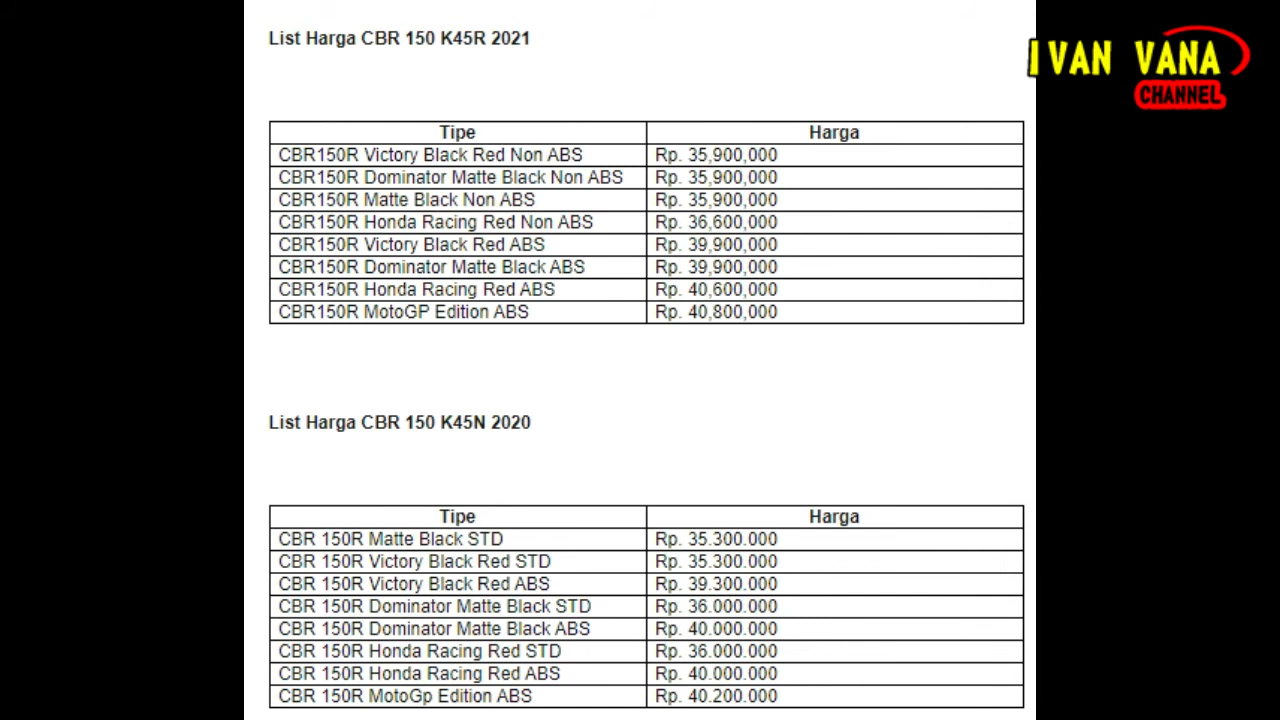 List Harga CBR 150 K45R 2021
IVAN VANA
CHANNEL
Tipe Harga
CBR150R Victory Black Red Non ABS Rp. 35,900,000
CBR150R Dominator Matte Black Non ABS Rp. 35,900,000
CBR150R Matte Black Non ABS Rp. 35,900,000
CBR150R Honda Racing Red Non ABS Rp. 36,600,000
CBR150R Victory Black Red ABS Rp. 39,900,000
CBR150R Dominator Matte Black ABS Rp. 39,900,000
CBR150R Honda Racing Red ABS Rp. 40,600,000
CBR150R MotoGP Edition ABS Rp. 40,800,000
List Harga CBR 150 K45N 2020
Tipe Harga
CBR 150R Matte Black STD Rp. 35.300.000
CBR 150R Victory Black Red STD Rp. 35.300.000
CBR 150R Victory Black Red ABS Rp. 39.300.000
CBR 150R Dominator Matte Black STD Rp. 36.000.000
CBR 150R Dominator Matte Black ABS Rp. 40.000.000
CBR 150R Honda Racing Red STD Rp. 36.000.000
CBR 150R Honda Racing Red ABS Rp. 40.000.000
CBR 150R MotoGp Edition ABS Rp. 40.200.000